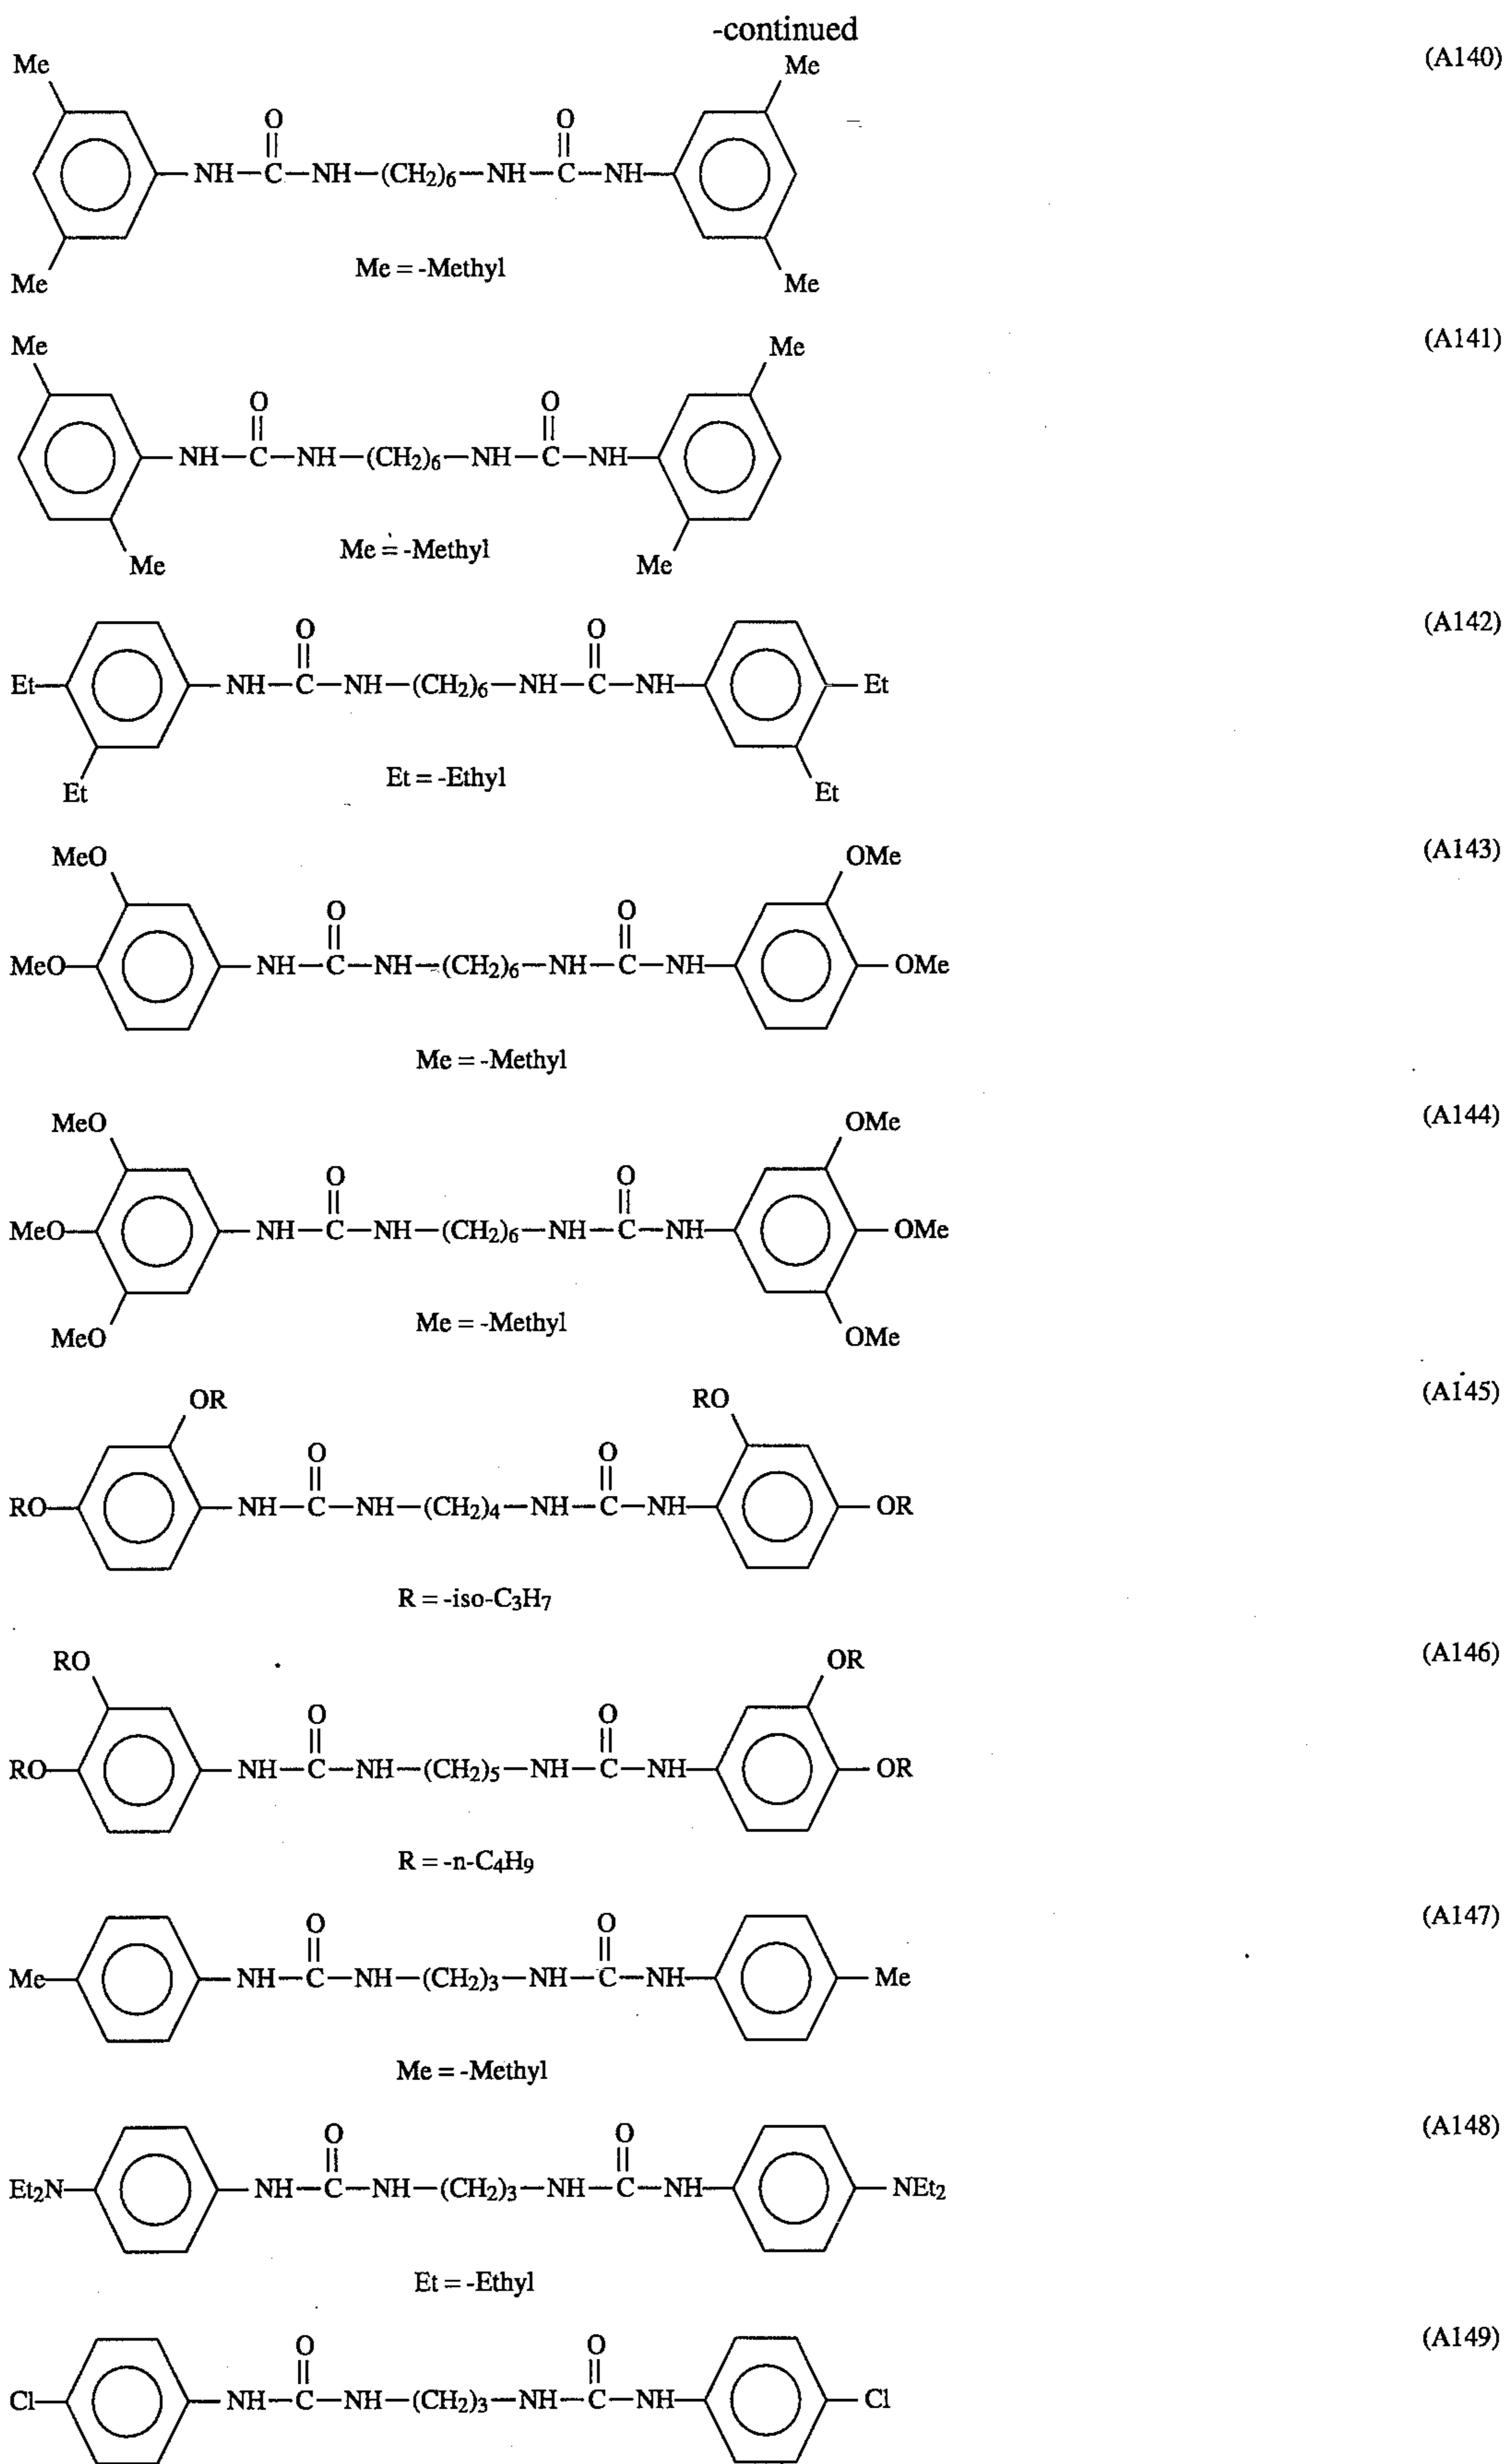 -continued
(A140)
Me Me
O O
NH—C—NH—(CH2)6—NH—C—NH
Me Me
Me = -Methyl
(A141)
Me Me
O O
NH—C—NH—(CH2)6—NH—C—NH
Me Me
Me = -Methyl
(A142)
O O
Et NH—C—NH—(CH2)6—NH—C—NH Et
Et Et
Et = -Ethyl
(A143)
MeO OMe
O O
MeO NH—C—NH—(CH2)6—NH—C—NH OMe
Me = -Methyl
(A144)
MeO OMe
O O
MeO NH—C—NH—(CH2)6—NH—C—NH OMe
MeO OMe
Me = -Methyl
(A145)
OR RO
O O
RO NH—C—NH—(CH2)4—NH—C—NH OR
R = -iso-C3H7
(A146)
RO OR
O O
RO NH—C—NH—(CH2)5—NH—C—NH OR
R = -n-C4H9
(A147)
O O
Me NH—C—NH—(CH2)3—NH—C—NH Me
Me = -Methyl
(A148)
O O
Et2N NH—C—NH—(CH2)3—NH—C—NH NEt2
Et = -Ethyl
(A149)
O O
Cl NH—C—NH—(CH2)3—NH—C—NH Cl